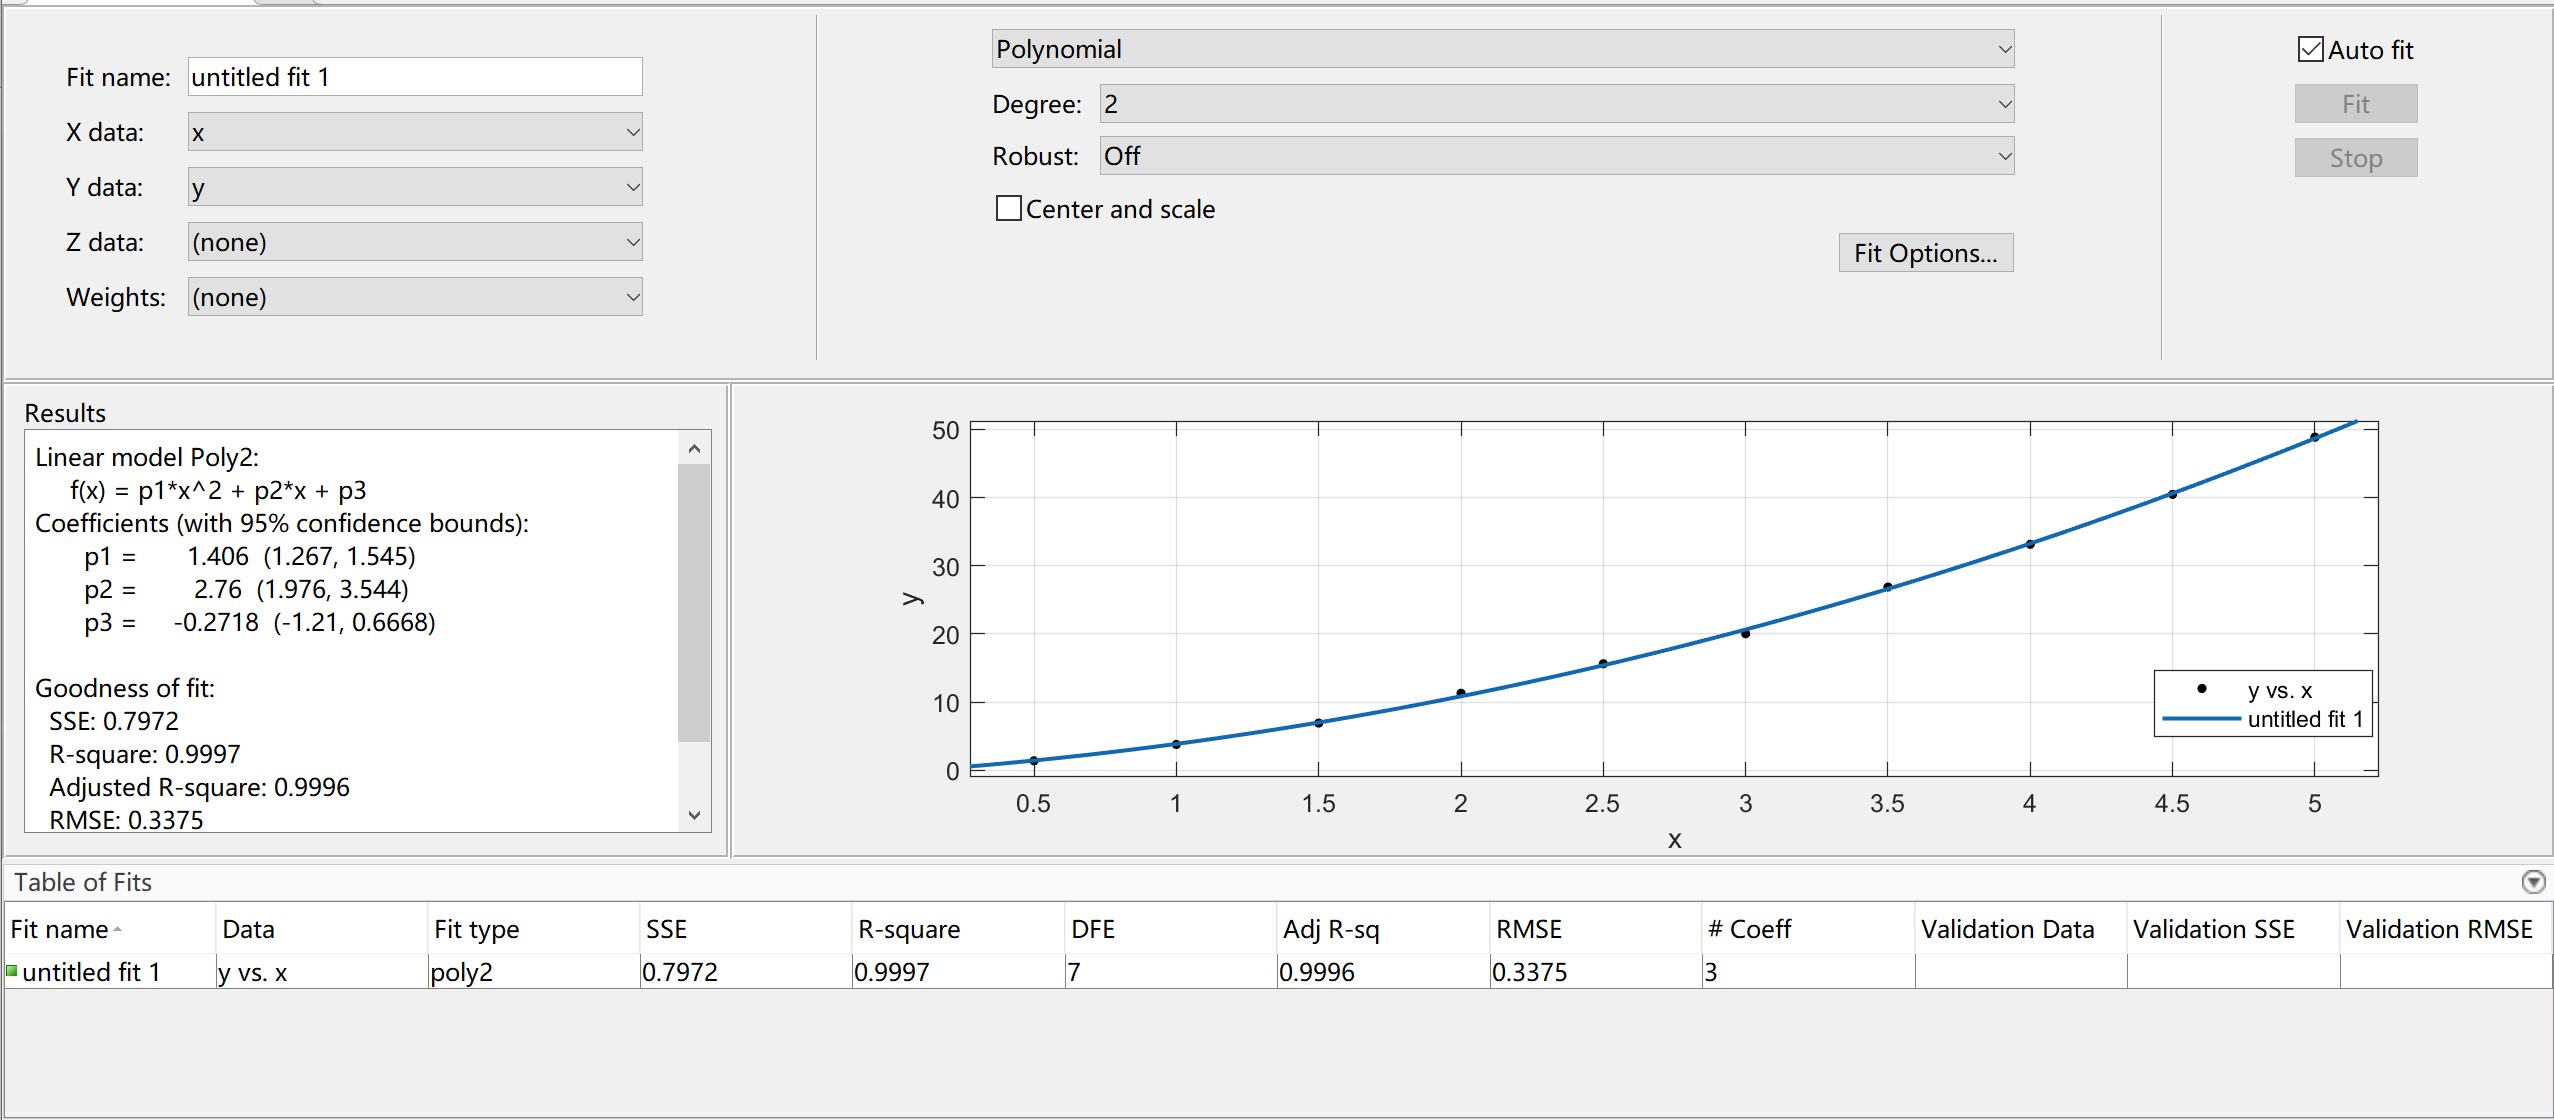 Fit name: untitled fit 1
X data: x
Y data: y
Z data: (none)
Weights: (none)
Polynomial
Degree: 2
Robust: Off
Center and scale
Fit Options...
Auto fit
Fit
Stop
Results
Linear model Poly2:
f(x) = p1*x^2 + p2*x + p3
Coefficients (with 95% confidence bounds):
p1 = 1.406 (1.267, 1.545)
p2 = 2.76 (1.976, 3.544)
p3 = -0.2718 (-1.21, 0.6668)
Goodness of fit:
SSE: 0.7972
R-square: 0.9997
Adjusted R-square: 0.9996
RMSE: 0.3375
50
40
30
20
10
0
y
0.5 1 1.5 2 2.5 3 3.5 4 4.5 5
x
y vs. x
untitled fit 1
Table of Fits
Fit name Data Fit type SSE R-square DFE Adj R-sq RMSE # Coeff Validation Data Validation SSE Validation RMSE
untitled fit 1 y vs. x poly2 0.7972 0.9997 7 0.9996 0.3375 3